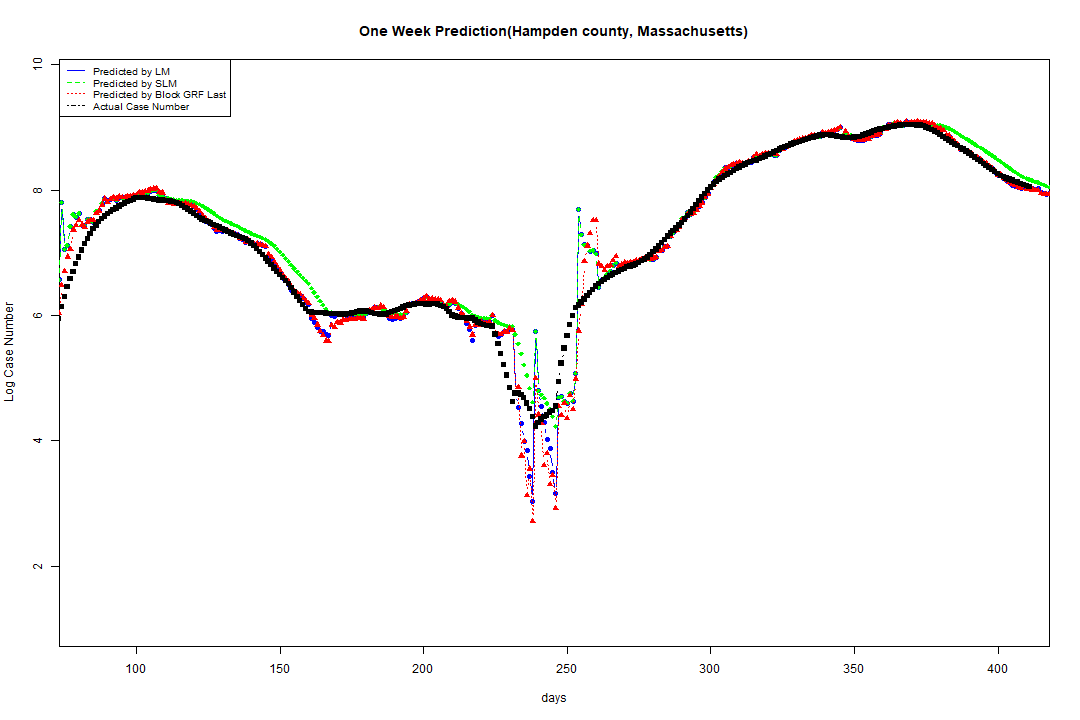 One Week Prediction(Hampden county, Massachusetts)
10
Predicted by LM
Predicted by SLM
Predicted by Block GRF Last
Actual Case Number
8
6
4
2
Log Case Number
100 150 200 250 300 350 400
days